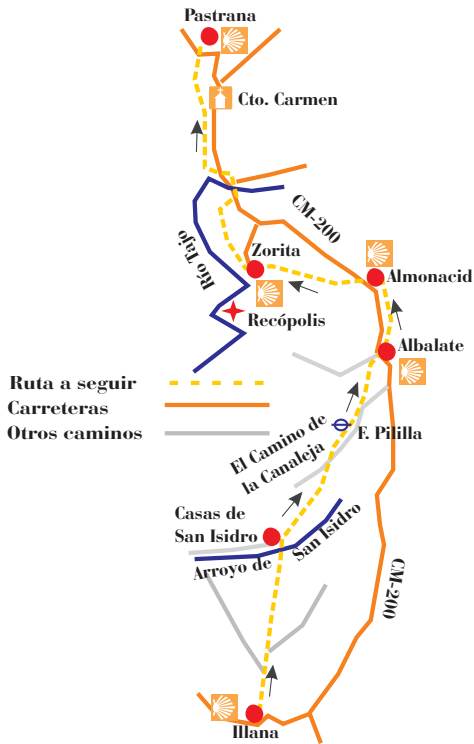 Pastrana
Cto. Carmen
CM-200
Río Tajo
Zorita
Almonacid
Recópolis
Albalate
Ruta a seguir
Carreteras
Otros caminos
El Camino de
la Canaleja
F. Pililla
Casas de
San Isidro
Arroyo de San Isidro
CM-200
Illana